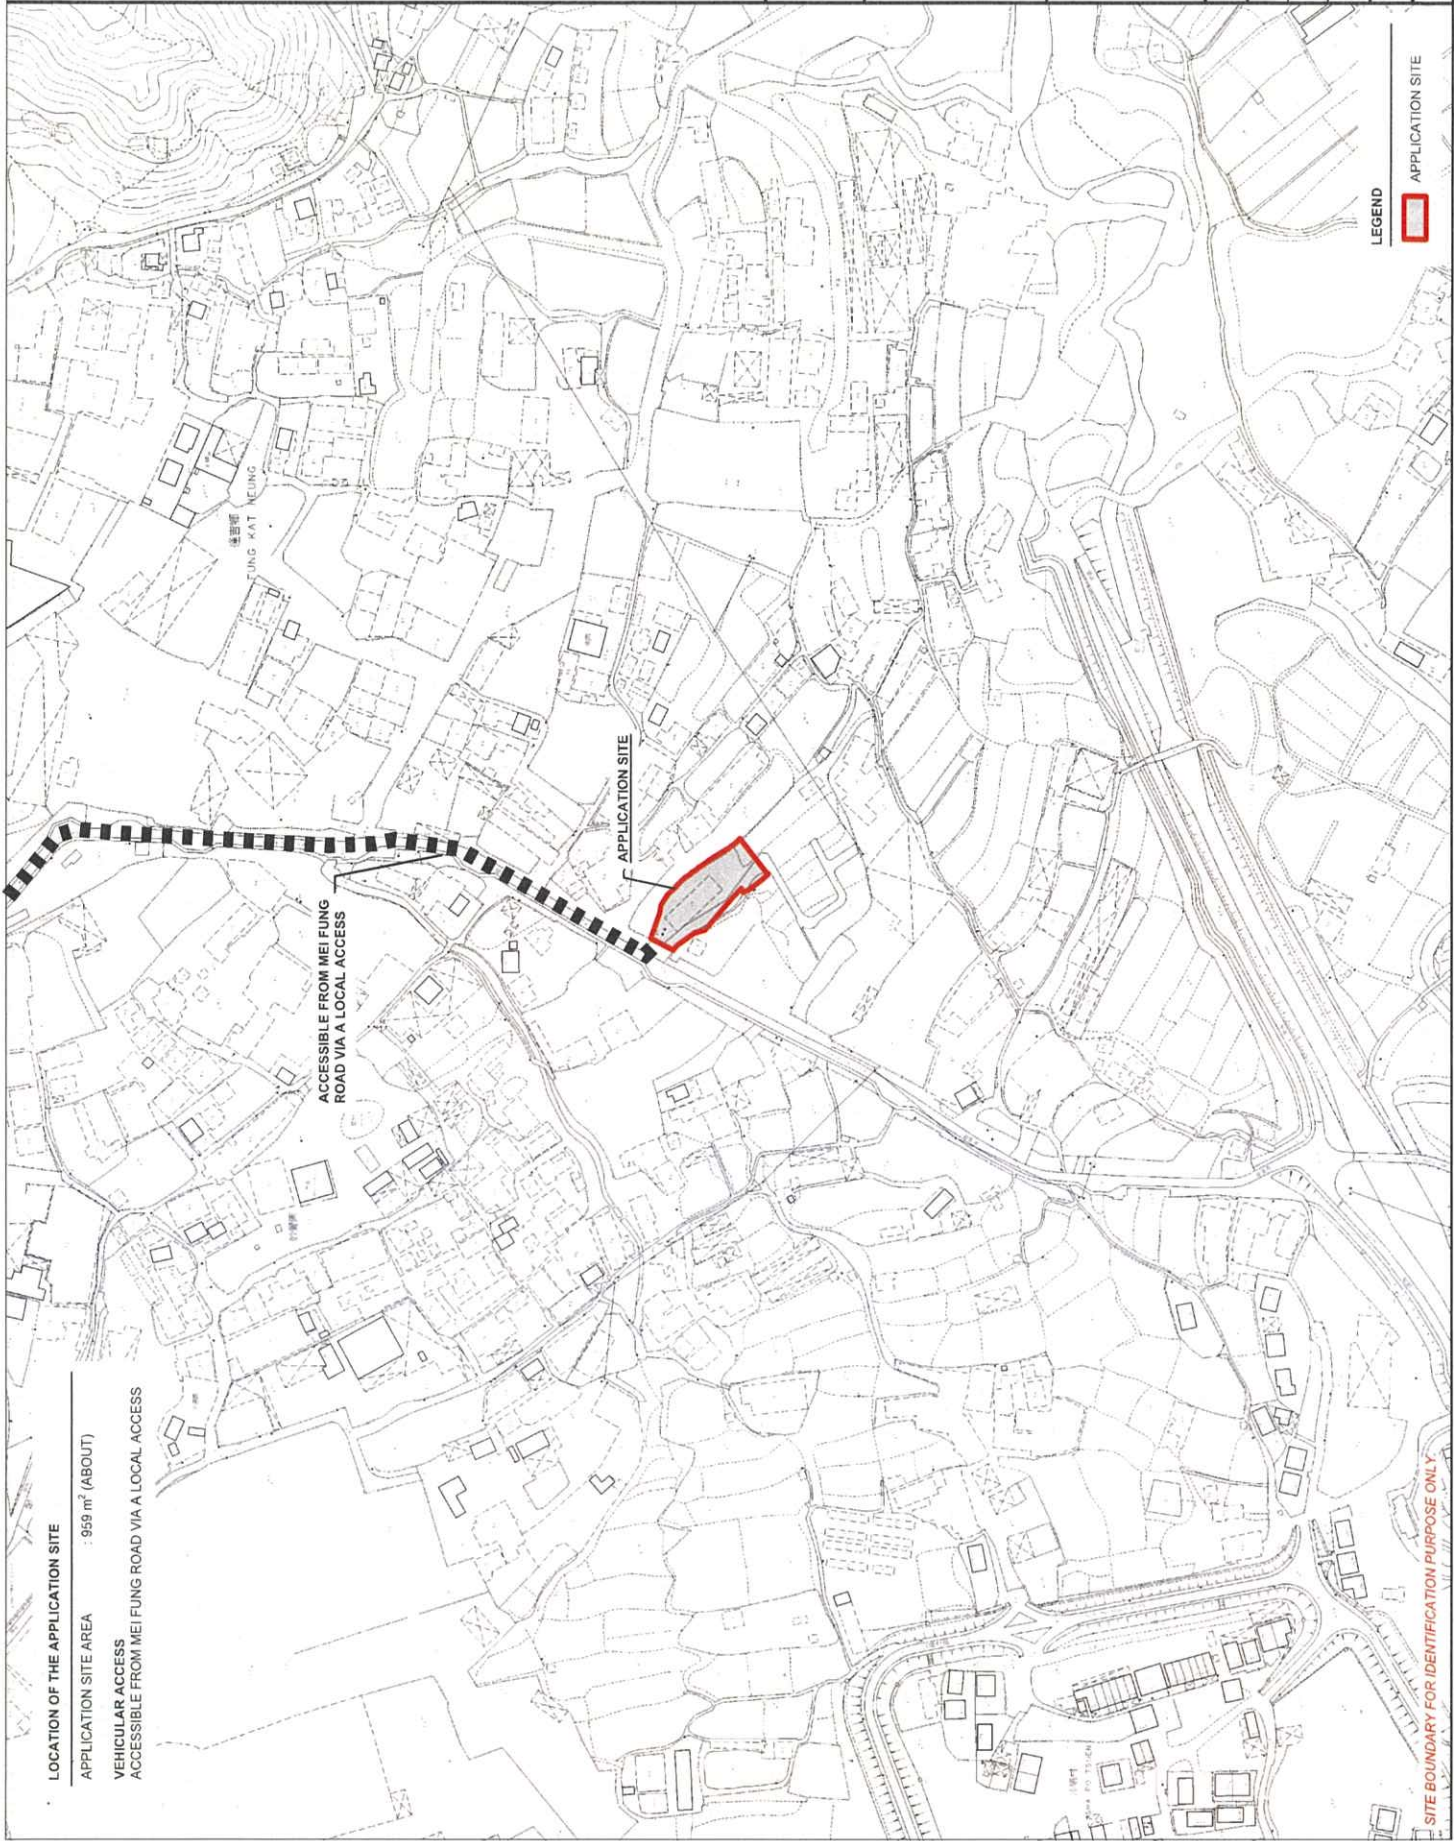 LOCATION OF THE APPLICATION SITE
APPLICATION SITE AREA : 959 m² (ABOUT)
VEHICULAR ACCESS
ACCESSIBLE FROM MEI FUNG ROAD VIA A LOCAL ACCESS
ACCESSIBLE FROM MEI FUNG
ROAD VIA A LOCAL ACCESS
APPLICATION SITE
TUNG KAT HEUNG
LEGEND
APPLICATION SITE
SITE BOUNDARY FOR IDENTIFICATION PURPOSE ONLY